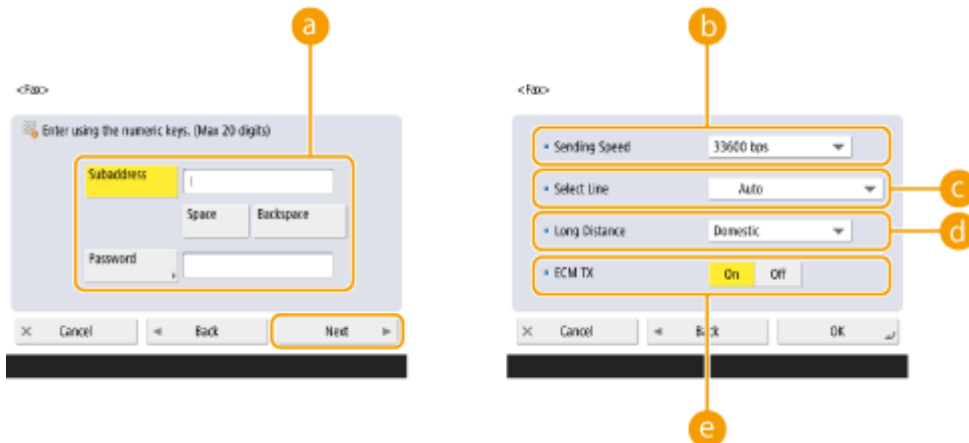 a
<Fax>
Enter using the numeric keys. (Max 20 digits)
Subaddress
Space
Backspace
Password
Cancel
Back
Next
b
<Fax>
Sending Speed
33600 bps
Select Line
Auto
c
Long Distance
Domestic
d
ECM TX
On
Off
Cancel
Back
OK
e